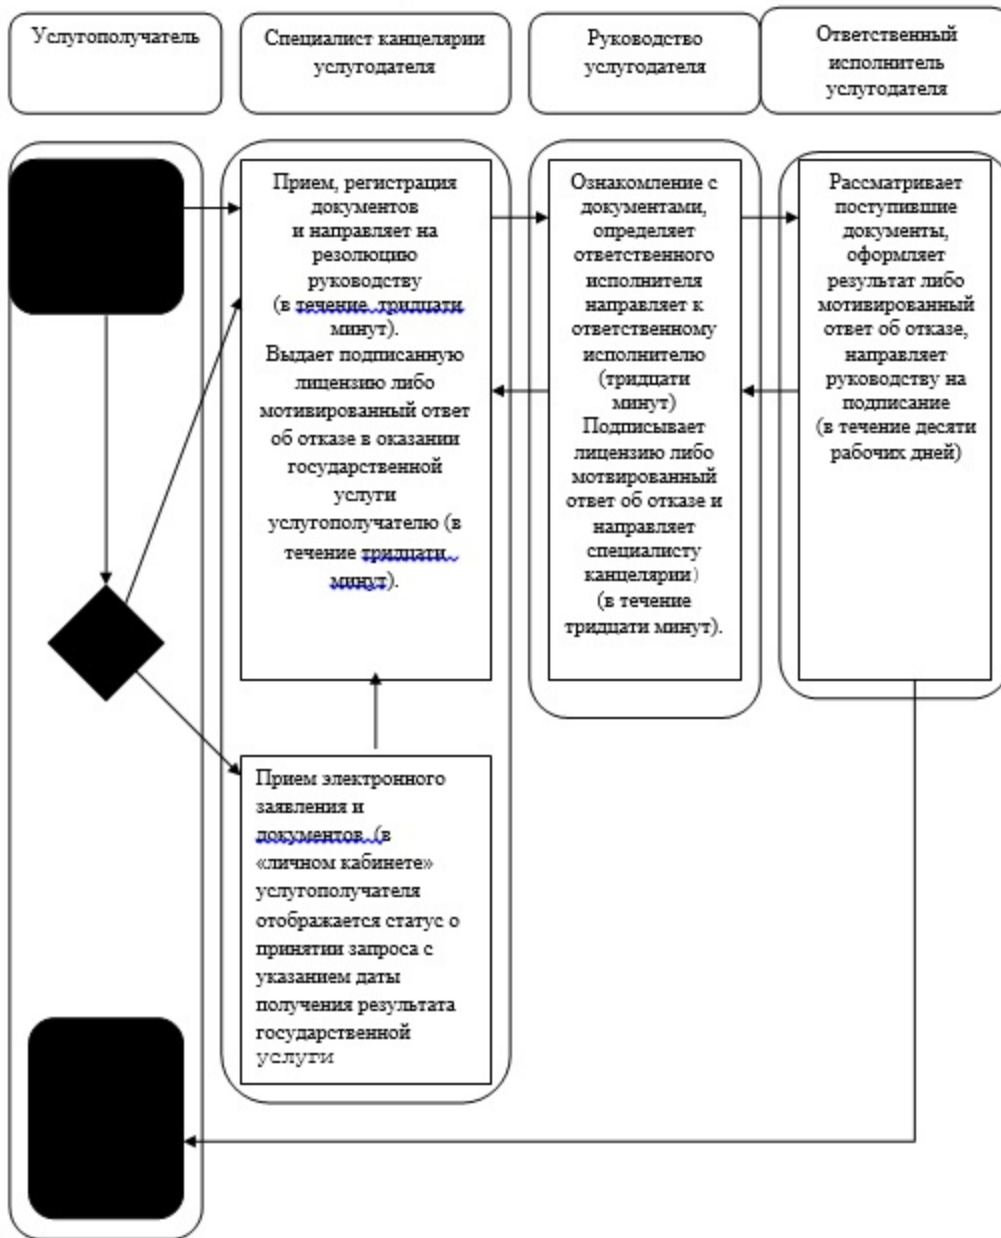 Услугополучатель
Специалист канцелярии
услугодателя
Руководство
услугодателя
Ответственный
исполнитель
услугодателя
Прием, регистрация
документов
и направляет на
резолюцию
руководству
(в течение тридцати
минут).
Выдает подписанную
лицензию либо
мотивированный ответ
об отказе в оказании
государственной
услуги
услугополучателю (в
течение тридцати
минут).
Ознакомление с
документами,
определяет
ответственного
исполнителя
направляет к
ответственному
исполнителю
(тридцати
минут)
Подписывает
лицензию либо
мотвированный
ответ об отказе и
направляет
специалисту
канцелярии)
(в течение
тридцати минут).
Рассматривает
поступившие
документы,
оформляет
результат либо
мотивированный
ответ об отказе,
направляет
руководству на
подписание
(в течение десяти
рабочих дней)
Прием электронного
заявления и
документов (в
«личном кабинете»
услугополучателя
отображается статус о
принятии запроса с
указанием даты
получения результата
государственной
услуги